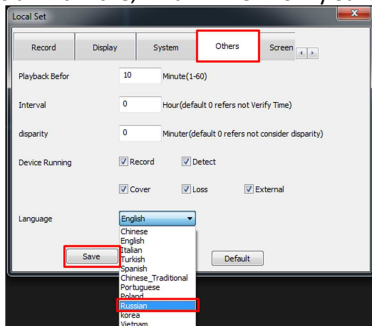 Local Set
Record Display System Others Screen
Playback Befor 10 Minute(1-60)
Interval 0 Hour(default 0 refers not Verify Time)
disparity 0 Minuter(default 0 refers not consider disparity)
Device Running Record Detect
Cover Loss External
Language English
Chinese
English
Italian
Turkish
Spanish
Chinese_Traditional
Portuguese
Poland
Russian
korea
Vietnam
Save Default